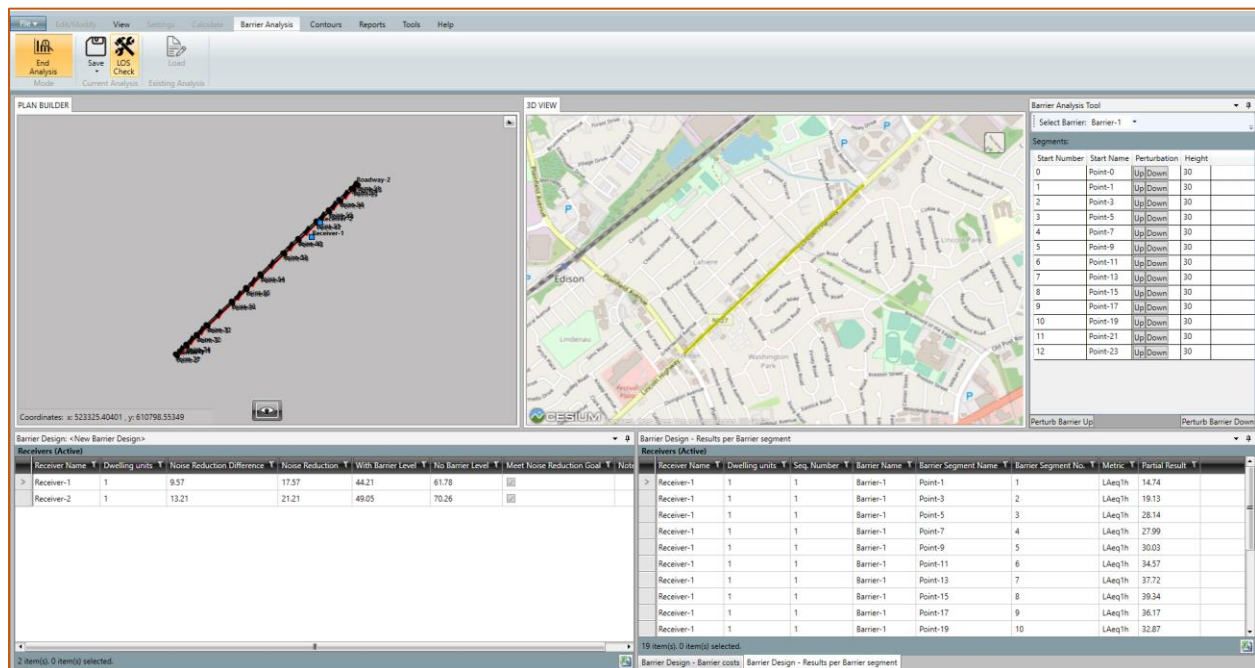 File
Edit/Modify View Settings Calculate Barrier Analysis Contours Reports Tools Help
End Analysis
Save
LOS Check
Load
Mode
Current Analysis
Existing Analysis
PLAN BUILDER
Roadway-2
Receiver-1
Coordinates: x: 523325.40401 , y: 610798.55349
3D VIEW
Plainfield Avenue
Edison
Lahiere
Lincoln Park
Lindenau
Washington Park
Lincoln Highway
CESIUM
Barrier Analysis Tool
Select Barrier: Barrier-1
Segments:
Start Number Start Name Perturbation Height
0 Point-0 Up Down 30
1 Point-1 Up Down 30
2 Point-3 Up Down 30
3 Point-5 Up Down 30
4 Point-7 Up Down 30
5 Point-9 Up Down 30
6 Point-11 Up Down 30
7 Point-13 Up Down 30
8 Point-15 Up Down 30
9 Point-17 Up Down 30
10 Point-19 Up Down 30
11 Point-21 Up Down 30
12 Point-23 Up Down 30
Perturb Barrier Up Perturb Barrier Down
Barrier Design: <New Barrier Design>
Receivers (Active)
Receiver Name Dwelling units Noise Reduction Difference Noise Reduction With Barrier Level No Barrier Level Meet Noise Reduction Goal Note
Receiver-1 1 9.57 17.57 44.21 61.78
Receiver-2 1 13.21 21.21 49.05 70.26
2 item(s). 0 item(s) selected.
Barrier Design - Results per Barrier segment
Receivers (Active)
Receiver Name Dwelling units Seq. Number Barrier Name Barrier Segment Name Barrier Segment No. Metric Partial Result
Receiver-1 1 1 Barrier-1 Point-1 1 LAeq1h 14.74
Receiver-1 1 1 Barrier-1 Point-3 2 LAeq1h 19.13
Receiver-1 1 1 Barrier-1 Point-5 3 LAeq1h 28.14
Receiver-1 1 1 Barrier-1 Point-7 4 LAeq1h 27.99
Receiver-1 1 1 Barrier-1 Point-9 5 LAeq1h 30.03
Receiver-1 1 1 Barrier-1 Point-11 6 LAeq1h 34.57
Receiver-1 1 1 Barrier-1 Point-13 7 LAeq1h 37.72
Receiver-1 1 1 Barrier-1 Point-15 8 LAeq1h 39.34
Receiver-1 1 1 Barrier-1 Point-17 9 LAeq1h 36.17
Receiver-1 1 1 Barrier-1 Point-19 10 LAeq1h 32.87
19 item(s). 0 item(s) selected.
Barrier Design - Barrier costs Barrier Design - Results per Barrier segment